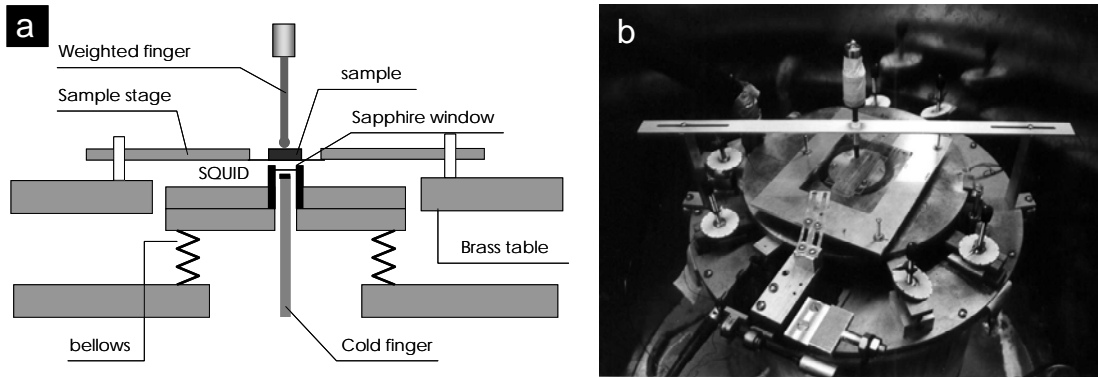 a
Weighted finger
sample
Sample stage
Sapphire window
SQUID
Brass table
bellows
Cold finger
b